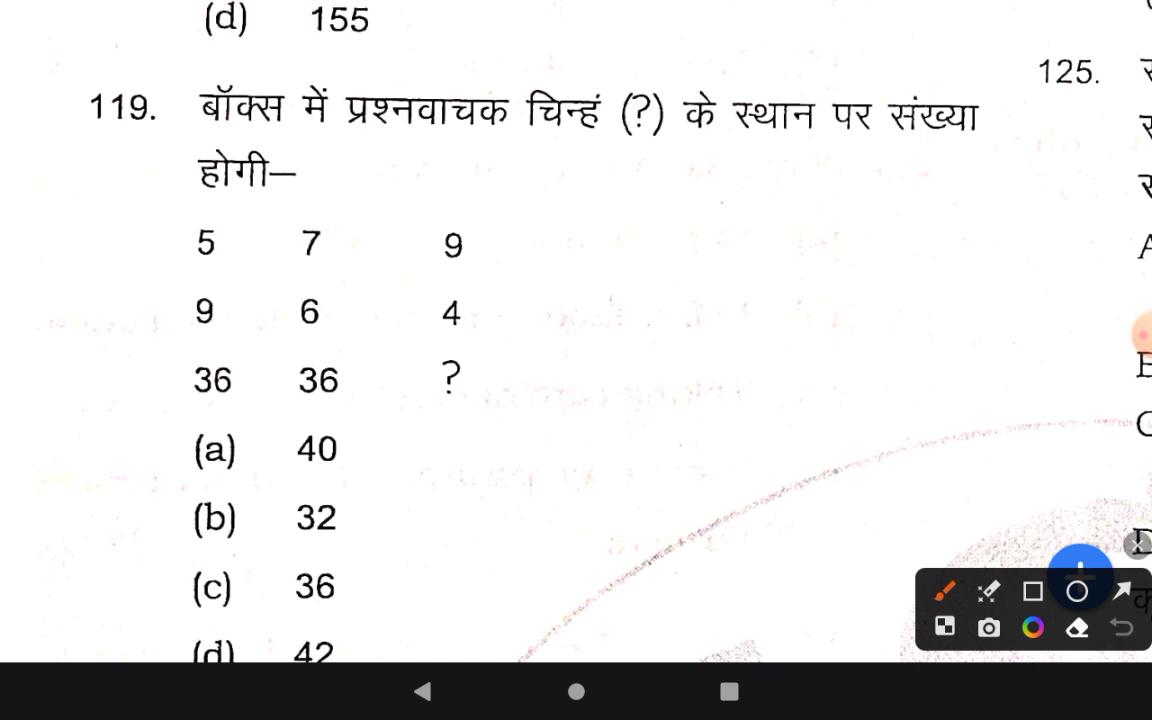 (d) 155
119. बॉक्स में प्रश्नवाचक चिन्हं (?) के स्थान पर संख्या
होगी–
5 7 9
9 6 4
36 36 ?
(a) 40
(b) 32
(c) 36
(d) 42
125.
A
C